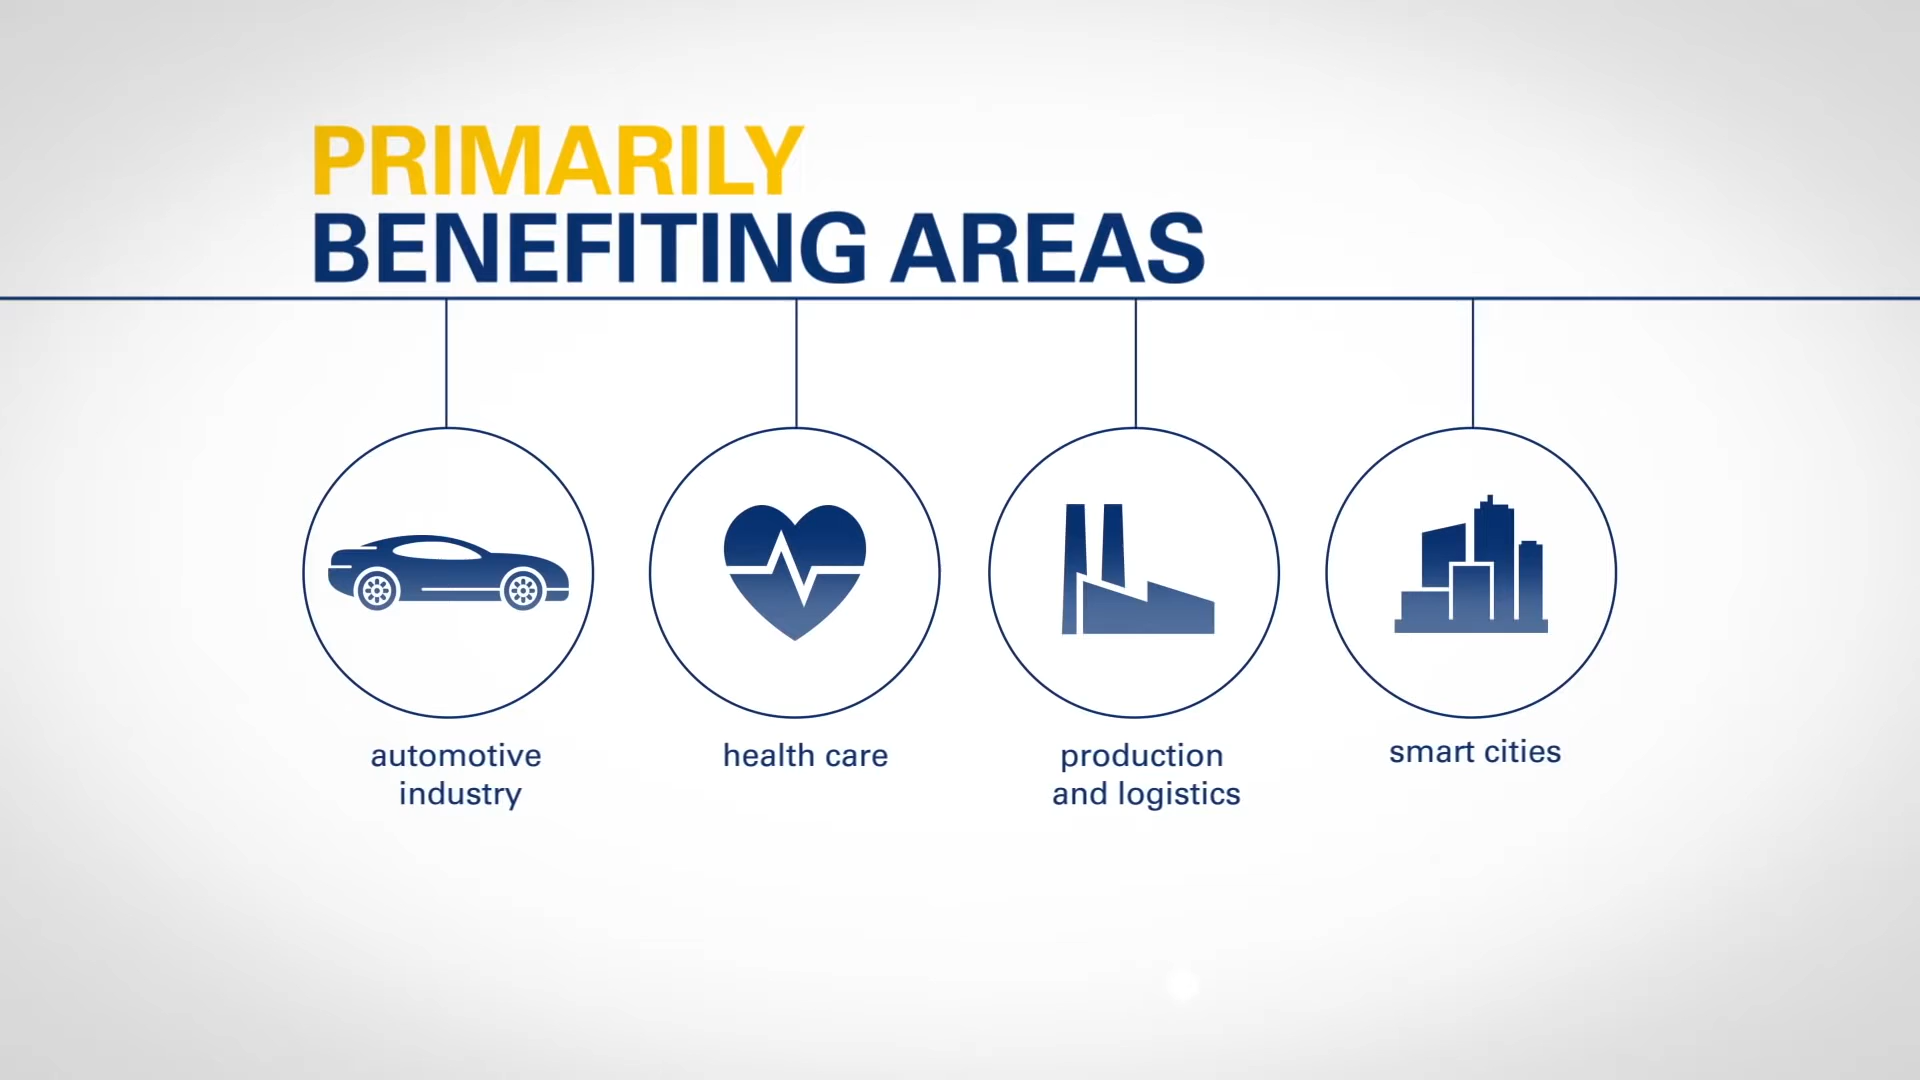 PRIMARILY
BENEFITING AREAS
automotive
industry
health care
production
and logistics
smart cities